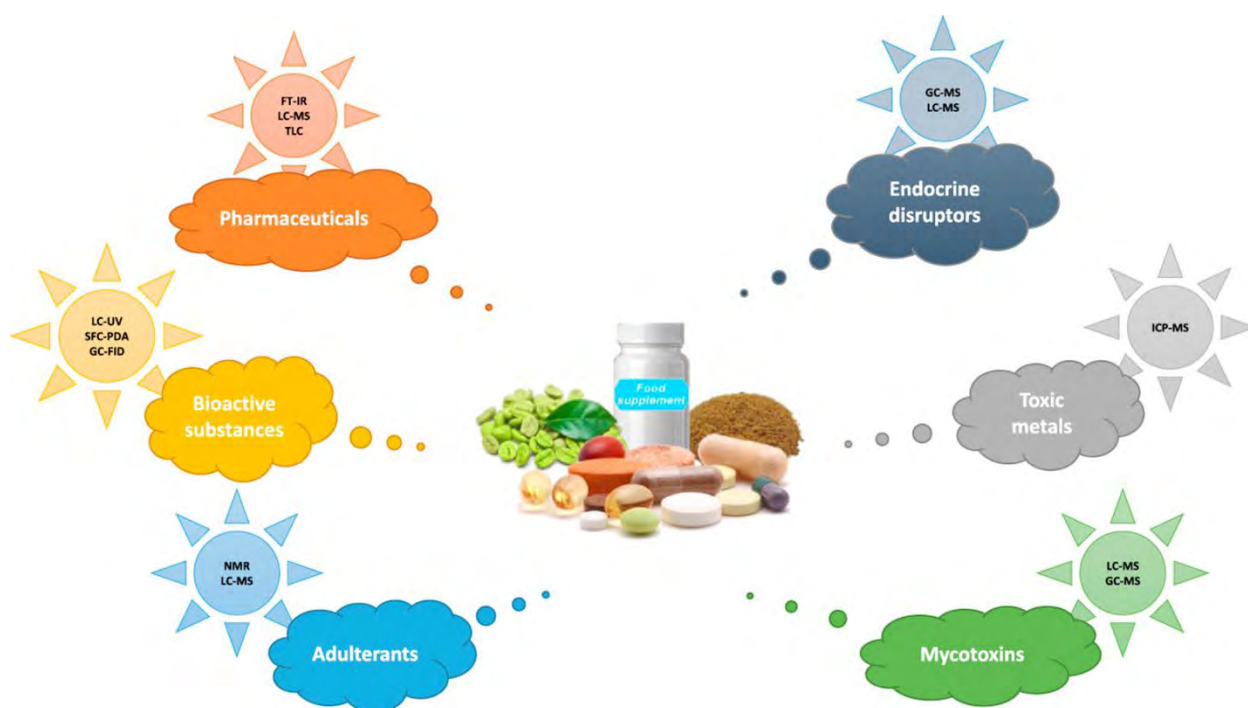 FT-IR
LC-MS
TLC
Pharmaceuticals
GC-MS
LC-MS
Endocrine
disruptors
LC-UV
SFC-PDA
GC-FID
Bioactive
substances
Food
supplement
ICP-MS
Toxic
metals
NMR
LC-MS
Adulterants
LC-MS
GC-MS
Mycotoxins